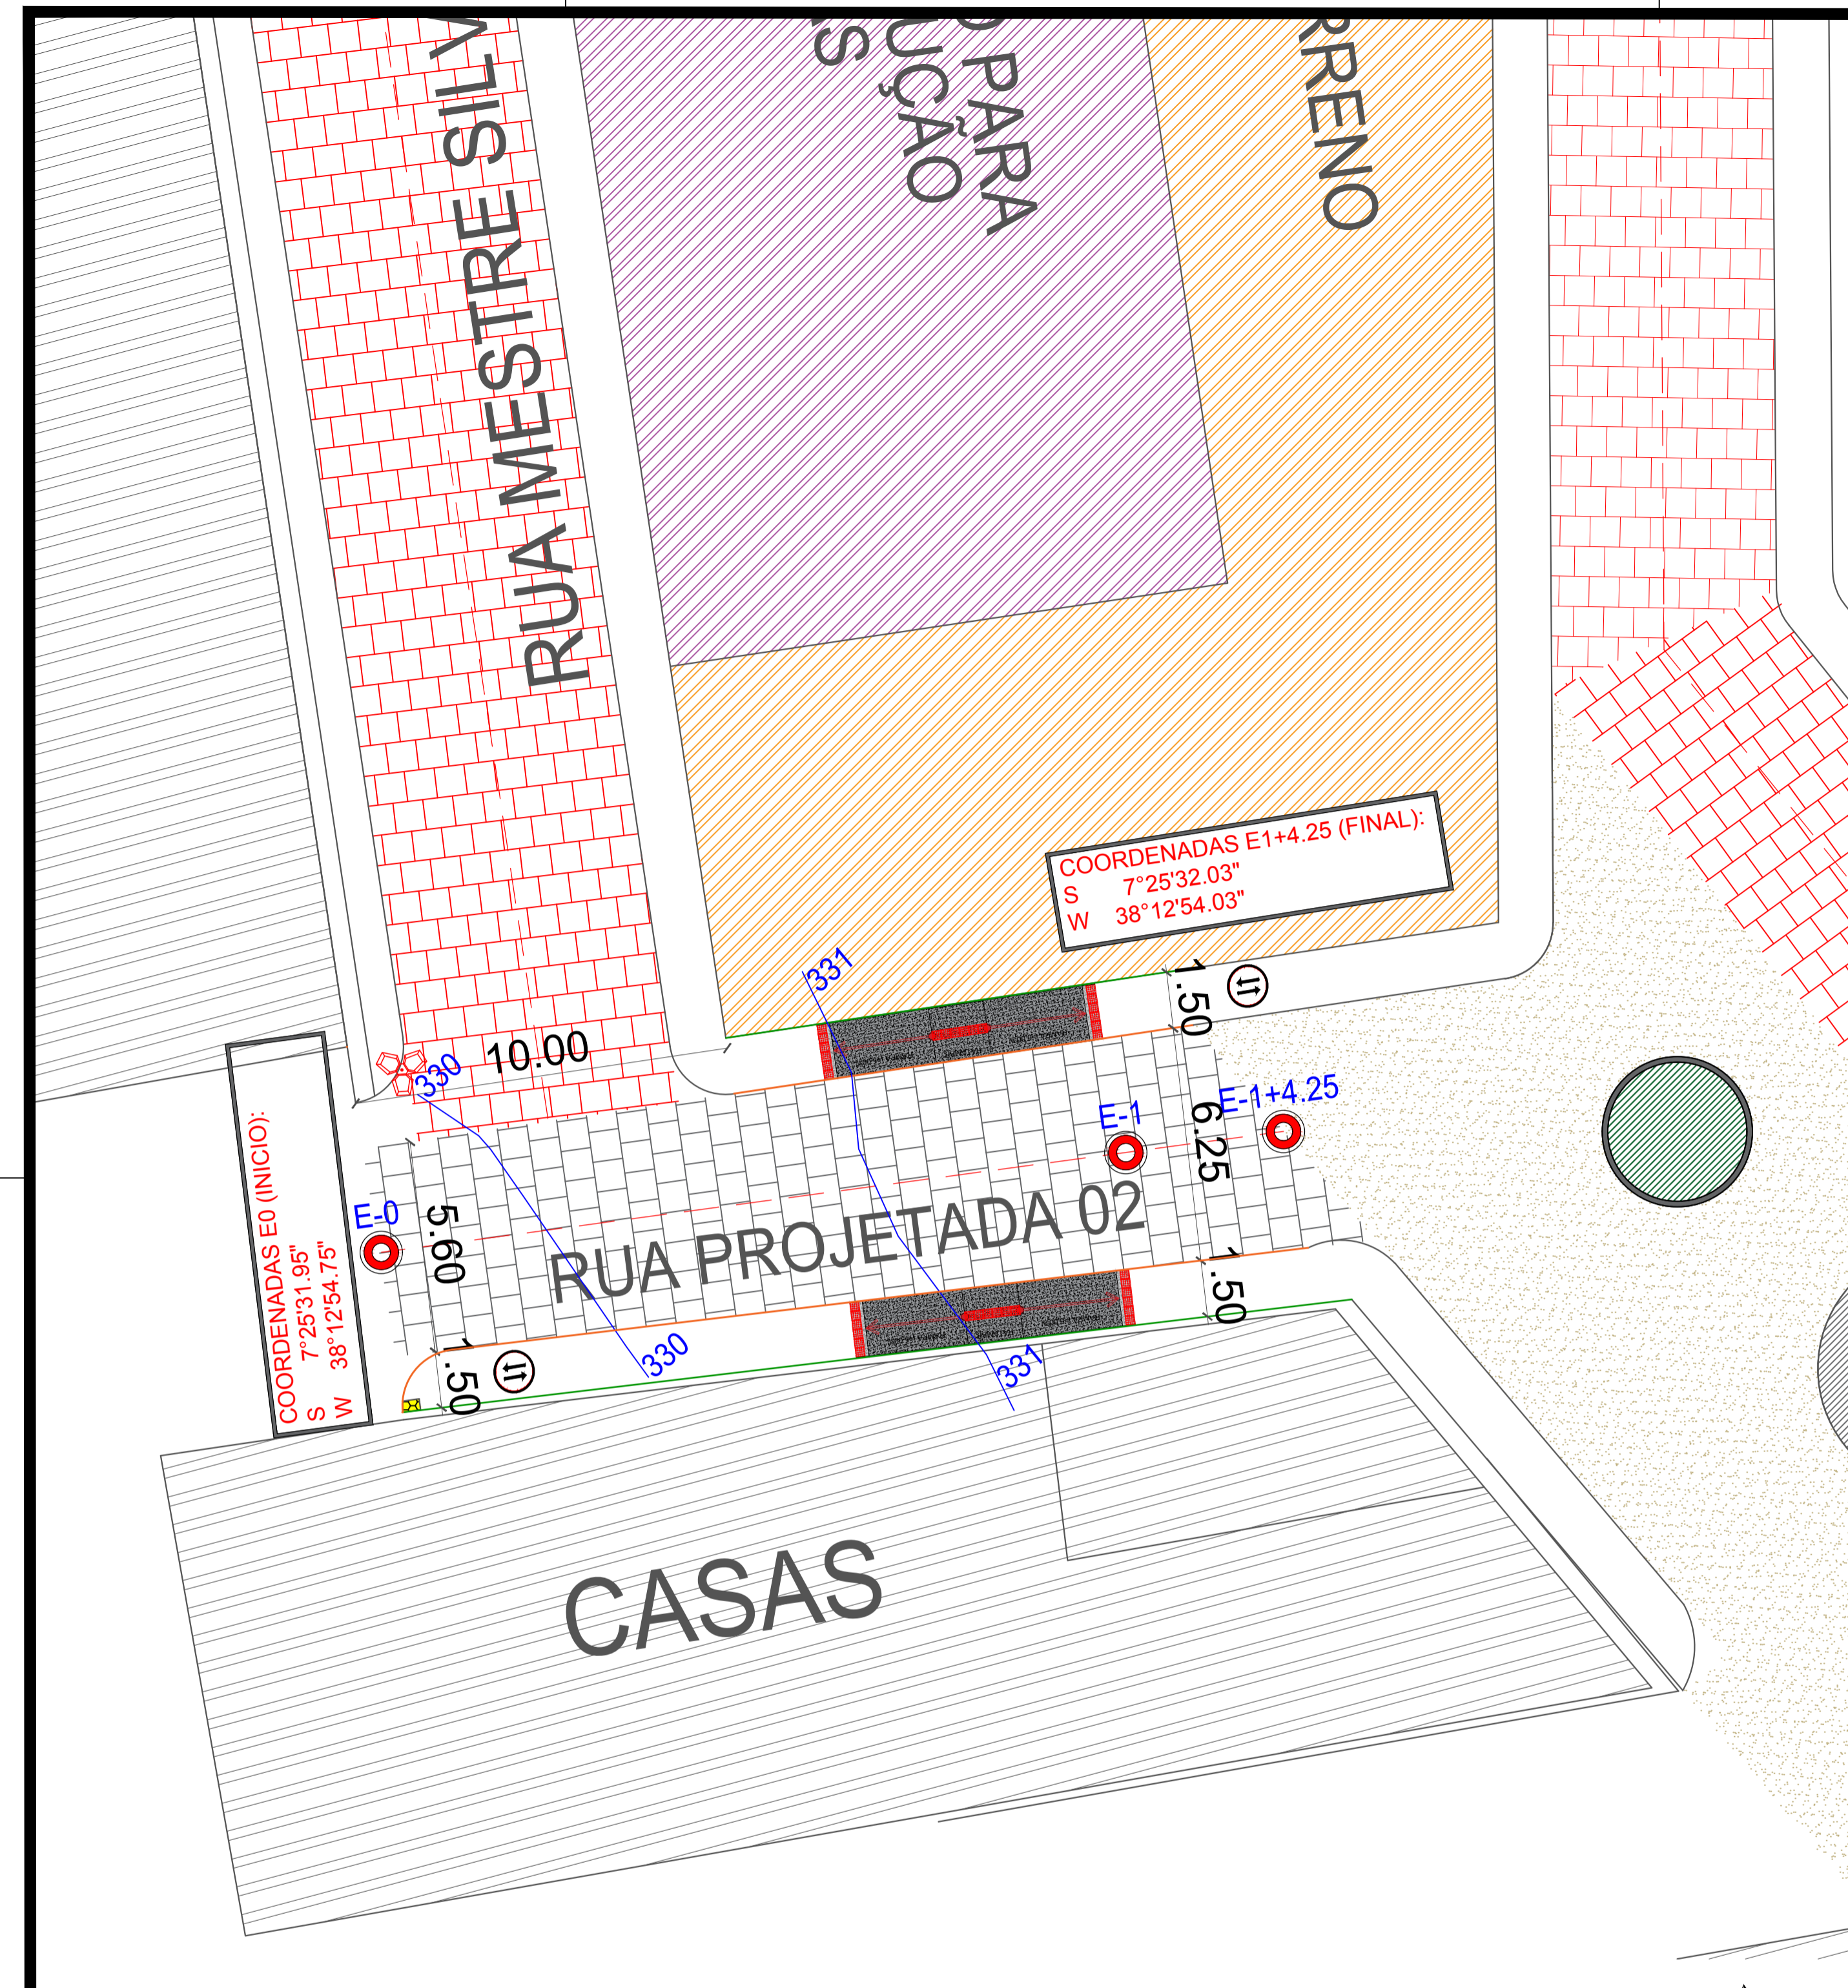 RUA MESTRE SILV
S
UÇÃO
O PARA
RRENO
COORDENADAS E1+4.25 (FINAL):
S 7°25'32.03"
W 38°12'54.03"
331
1.50
10.00
330
COORDENADAS E0 (INICIO):
S 7°25'31.95"
W 38°12'54.75"
E-0
E-1
E-1+4.25
6.25
5.60
RUA PROJETADA 02
1.50
1.50
330
331
CASAS